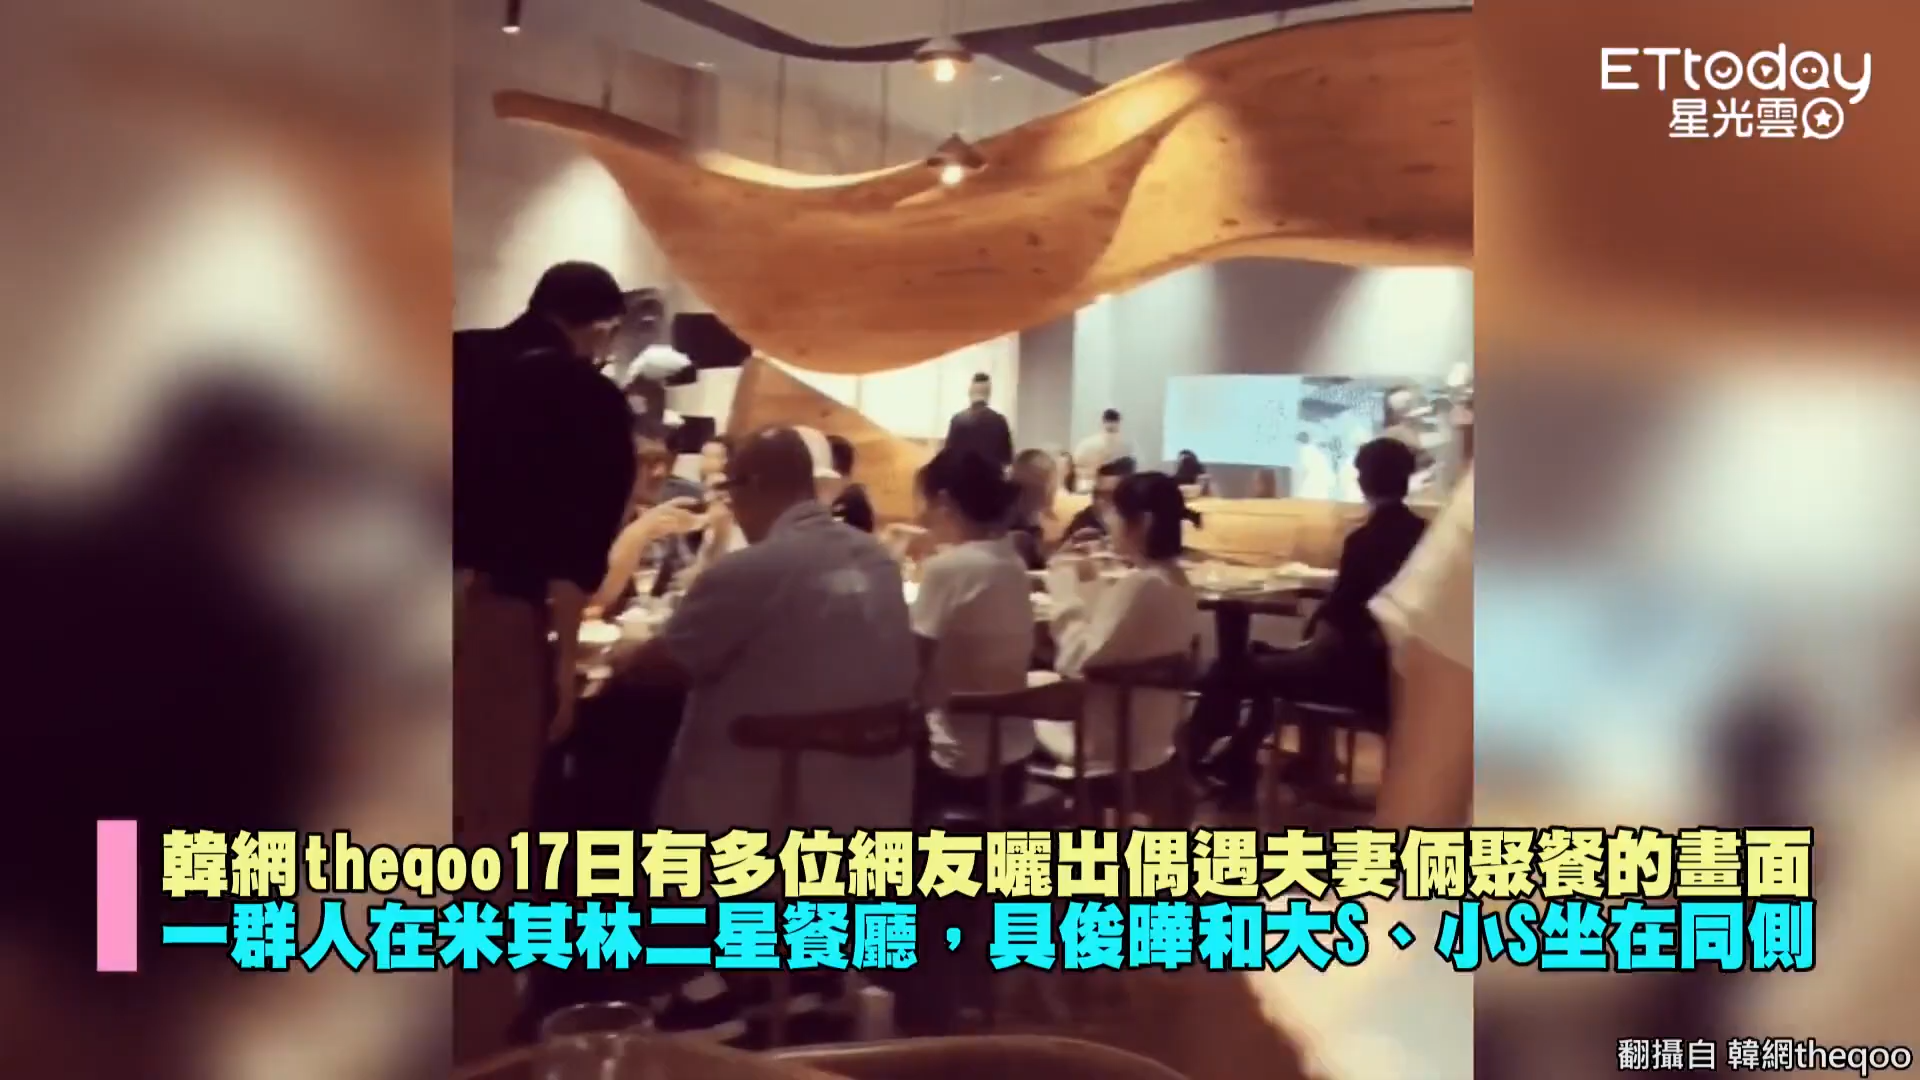 ETtoday
星光雲
韓網theqoo17日有多位網友曬出偶遇夫妻倆聚餐的畫面
一群人在米其林二星餐廳，具俊曄和大S、小S坐在同側
翻攝自 韓網theqoo